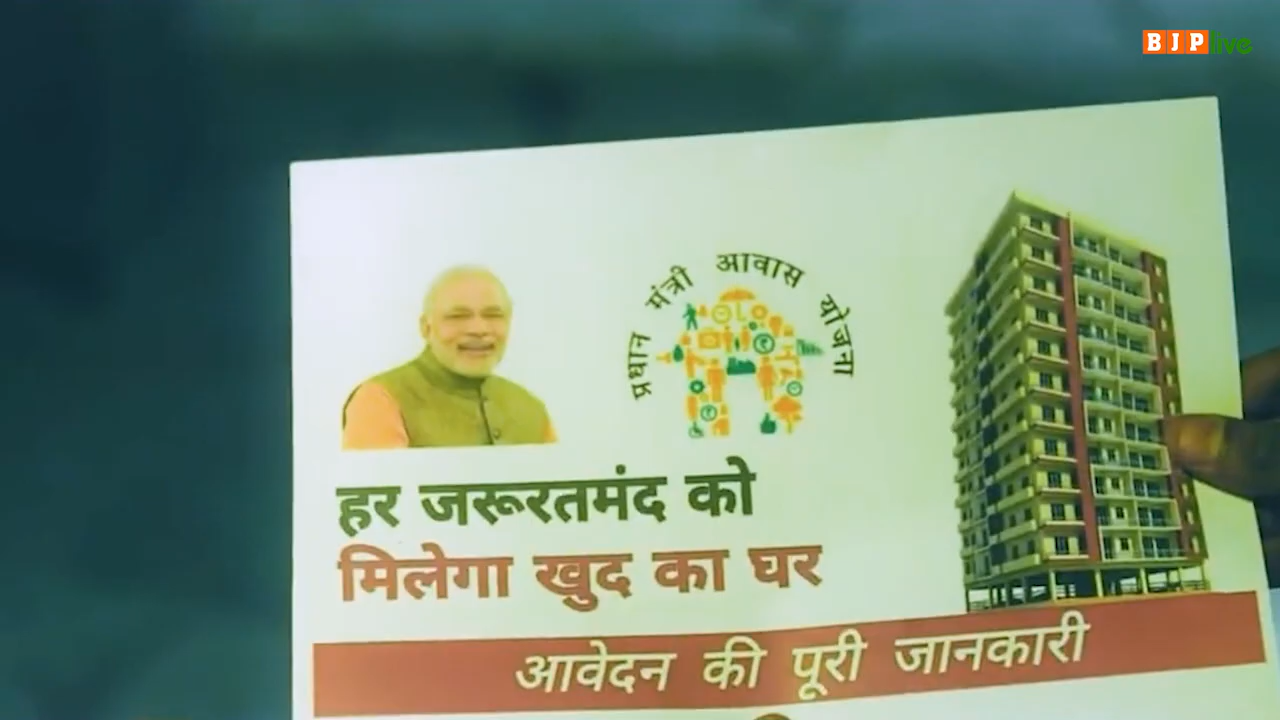 BJP live
प्रधान मंत्री आवास योजना
हर जरूरतमंद को
मिलेगा खुद का घर
आवेदन की पूरी जानकारी